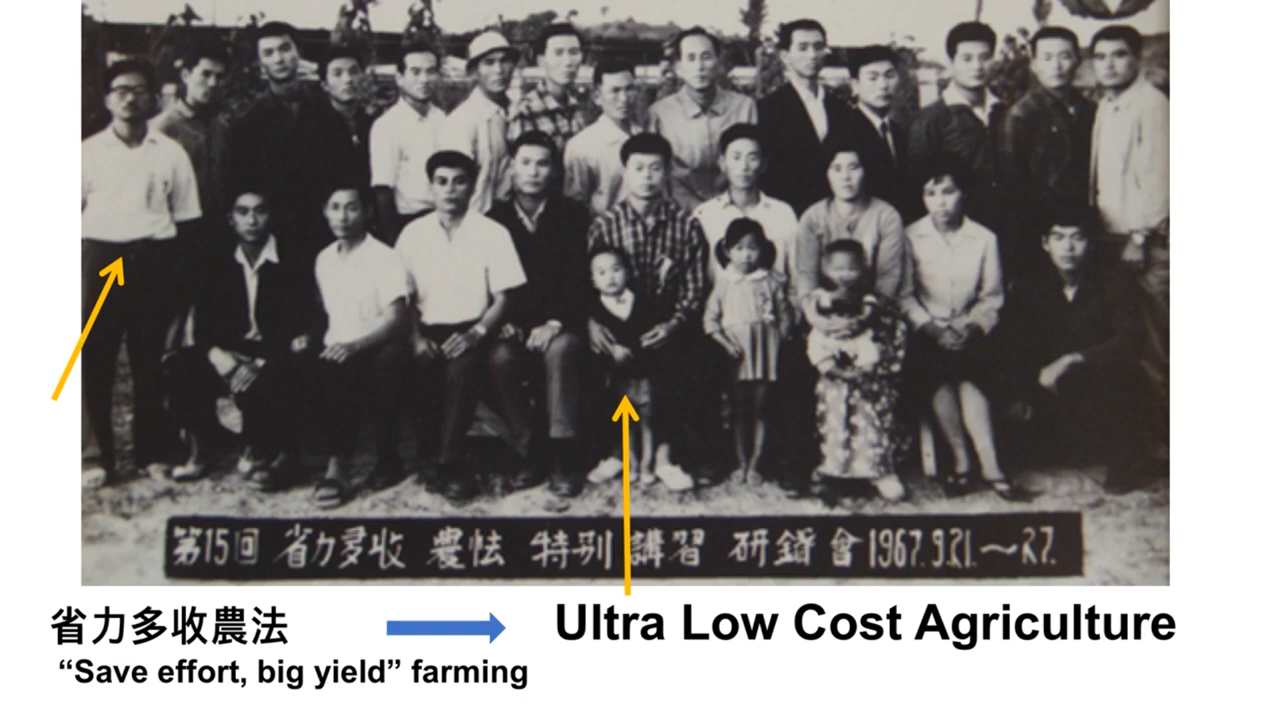 第15回 省力多收 農法 特別 講習 研鑽會 1967.9.21.～27.
省力多收農法
Ultra Low Cost Agriculture
“Save effort, big yield” farming